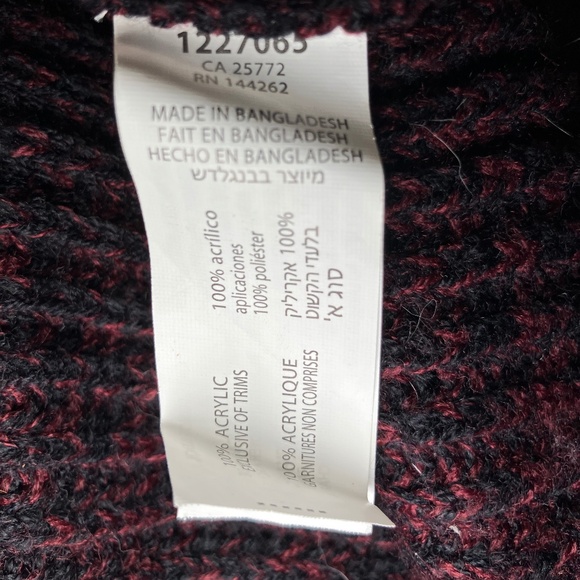 1227065
CA 25772
RN 144262
MADE IN BANGLADESH
FAIT EN BANGLADESH
HECHO EN BANGLADESH
מיוצר בבנגלדש
100% acrílico
aplicaciones
100% poliéster
100% אקריליק
בלעדי הקשוט
סוג א'
100% ACRYLIC
EXCLUSIVE OF TRIMS
100% ACRYLIQUE
GARNITURES NON COMPRISES